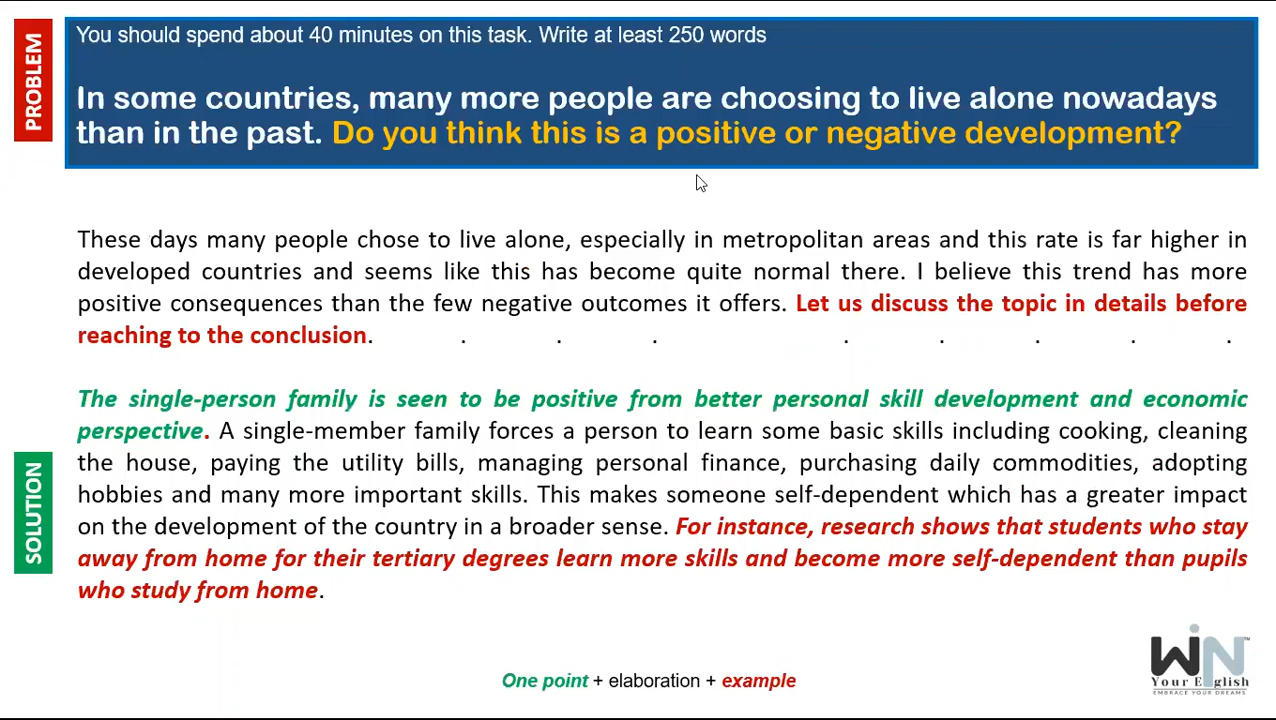 PROBLEM
You should spend about 40 minutes on this task. Write at least 250 words
In some countries, many more people are choosing to live alone nowadays
than in the past. Do you think this is a positive or negative development?
These days many people chose to live alone, especially in metropolitan areas and this rate is far higher in
developed countries and seems like this has become quite normal there. I believe this trend has more
positive consequences than the few negative outcomes it offers. Let us discuss the topic in details before
reaching to the conclusion. . . . . . . . .
SOLUTION
The single-person family is seen to be positive from better personal skill development and economic
perspective. A single-member family forces a person to learn some basic skills including cooking, cleaning
the house, paying the utility bills, managing personal finance, purchasing daily commodities, adopting
hobbies and many more important skills. This makes someone self-dependent which has a greater impact
on the development of the country in a broader sense. For instance, research shows that students who stay
away from home for their tertiary degrees learn more skills and become more self-dependent than pupils
who study from home.
One point + elaboration + example
WiN™
Your English
EMBRACE YOUR DREAMS